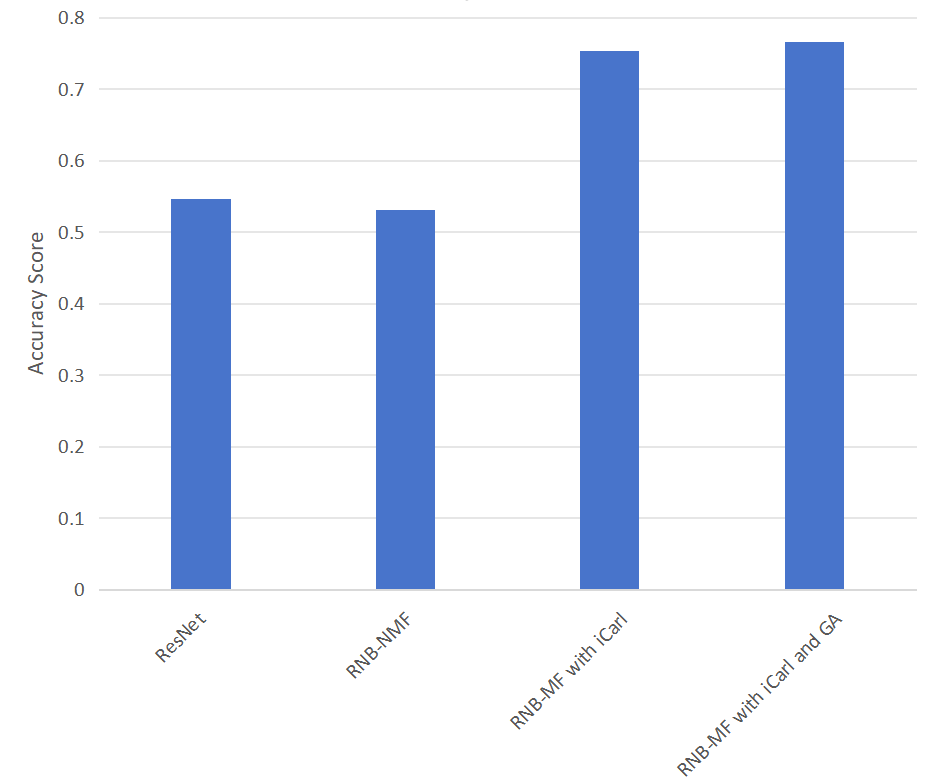 0.8
0.7
0.6
0.5
0.4
0.3
0.2
0.1
0
Accuracy Score
ResNet
RNB-NMF
RNB-MF with iCarl
RNB-MF with iCarl and GA